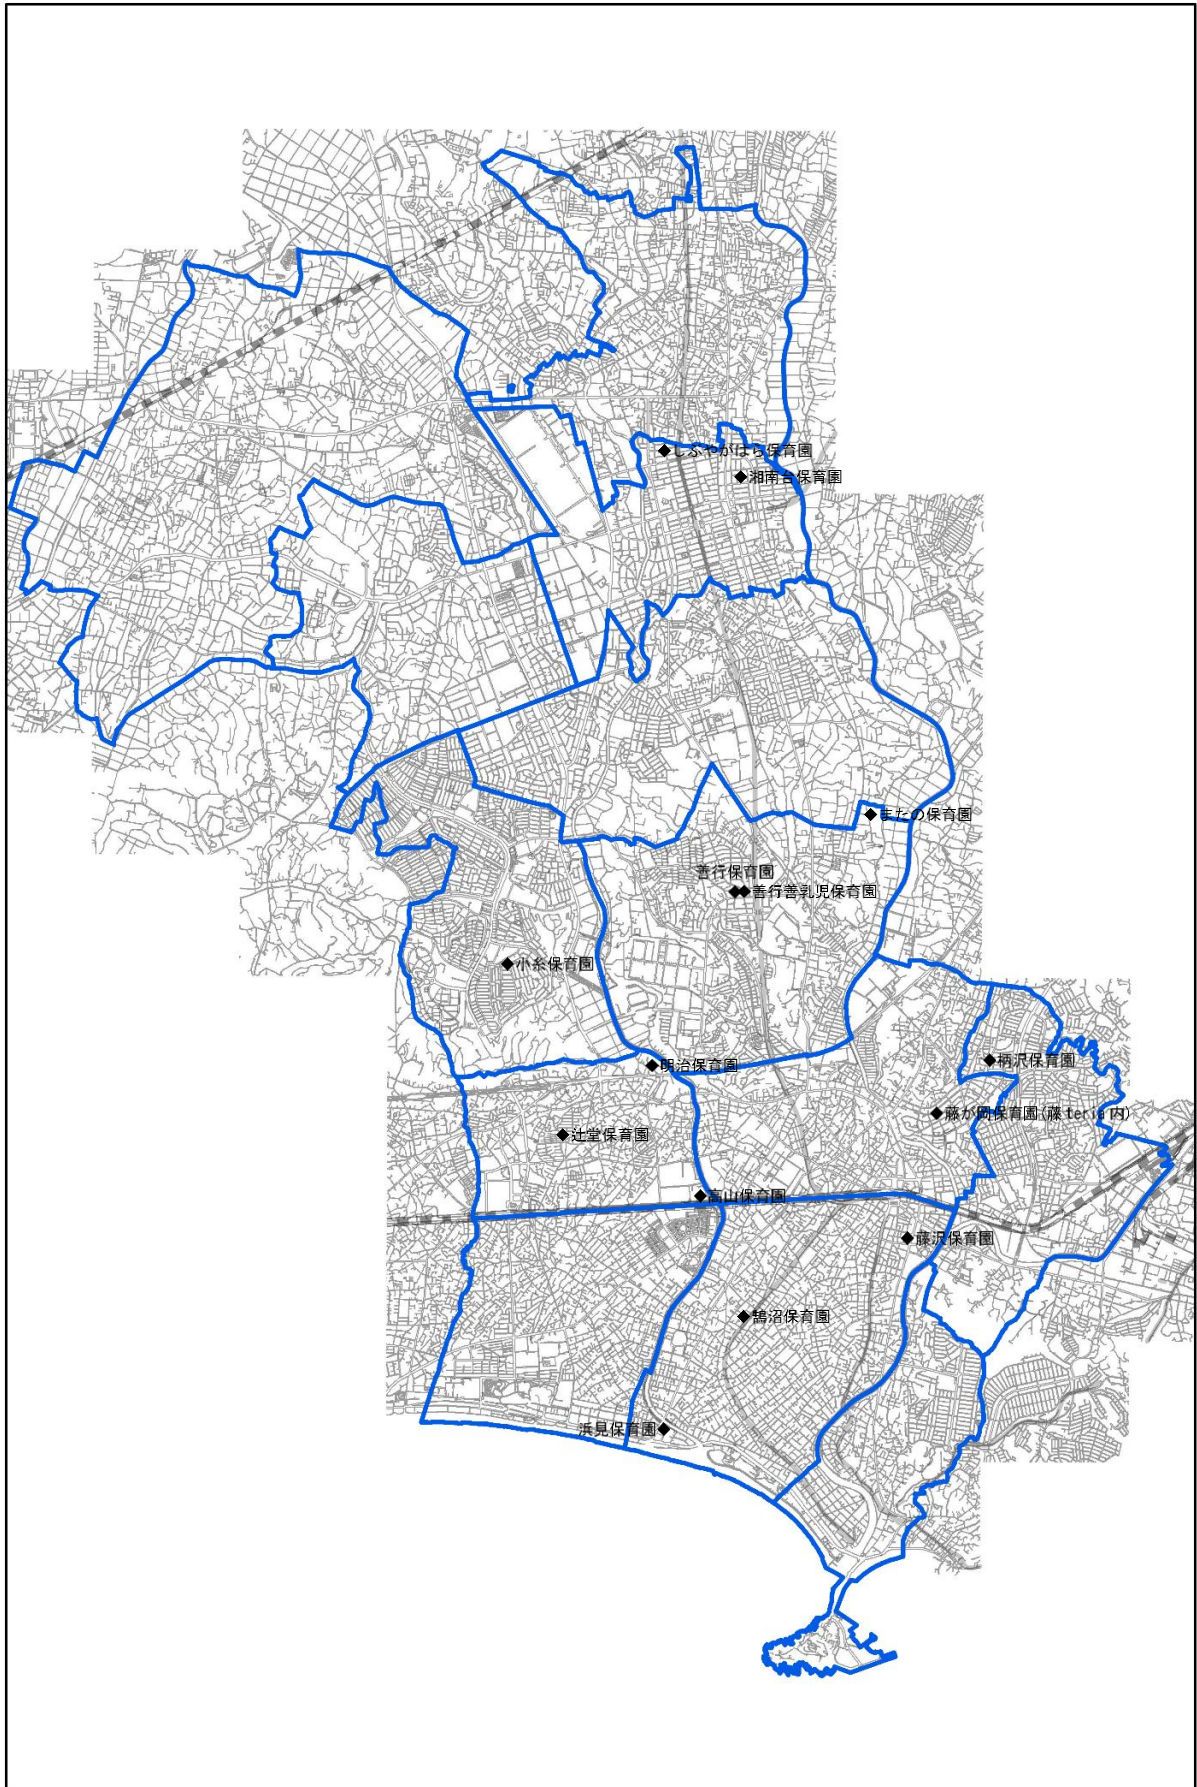 ◆しぶやがはら保育園
◆湘南台保育園
◆またの保育園
善行保育園
◆◆善行善乳児保育園
◆小糸保育園
◆明治保育園
◆柄沢保育園
◆藤が岡保育園(藤teria内)
◆辻堂保育園
◆高山保育園
◆藤沢保育園
◆鵠沼保育園
浜見保育園◆